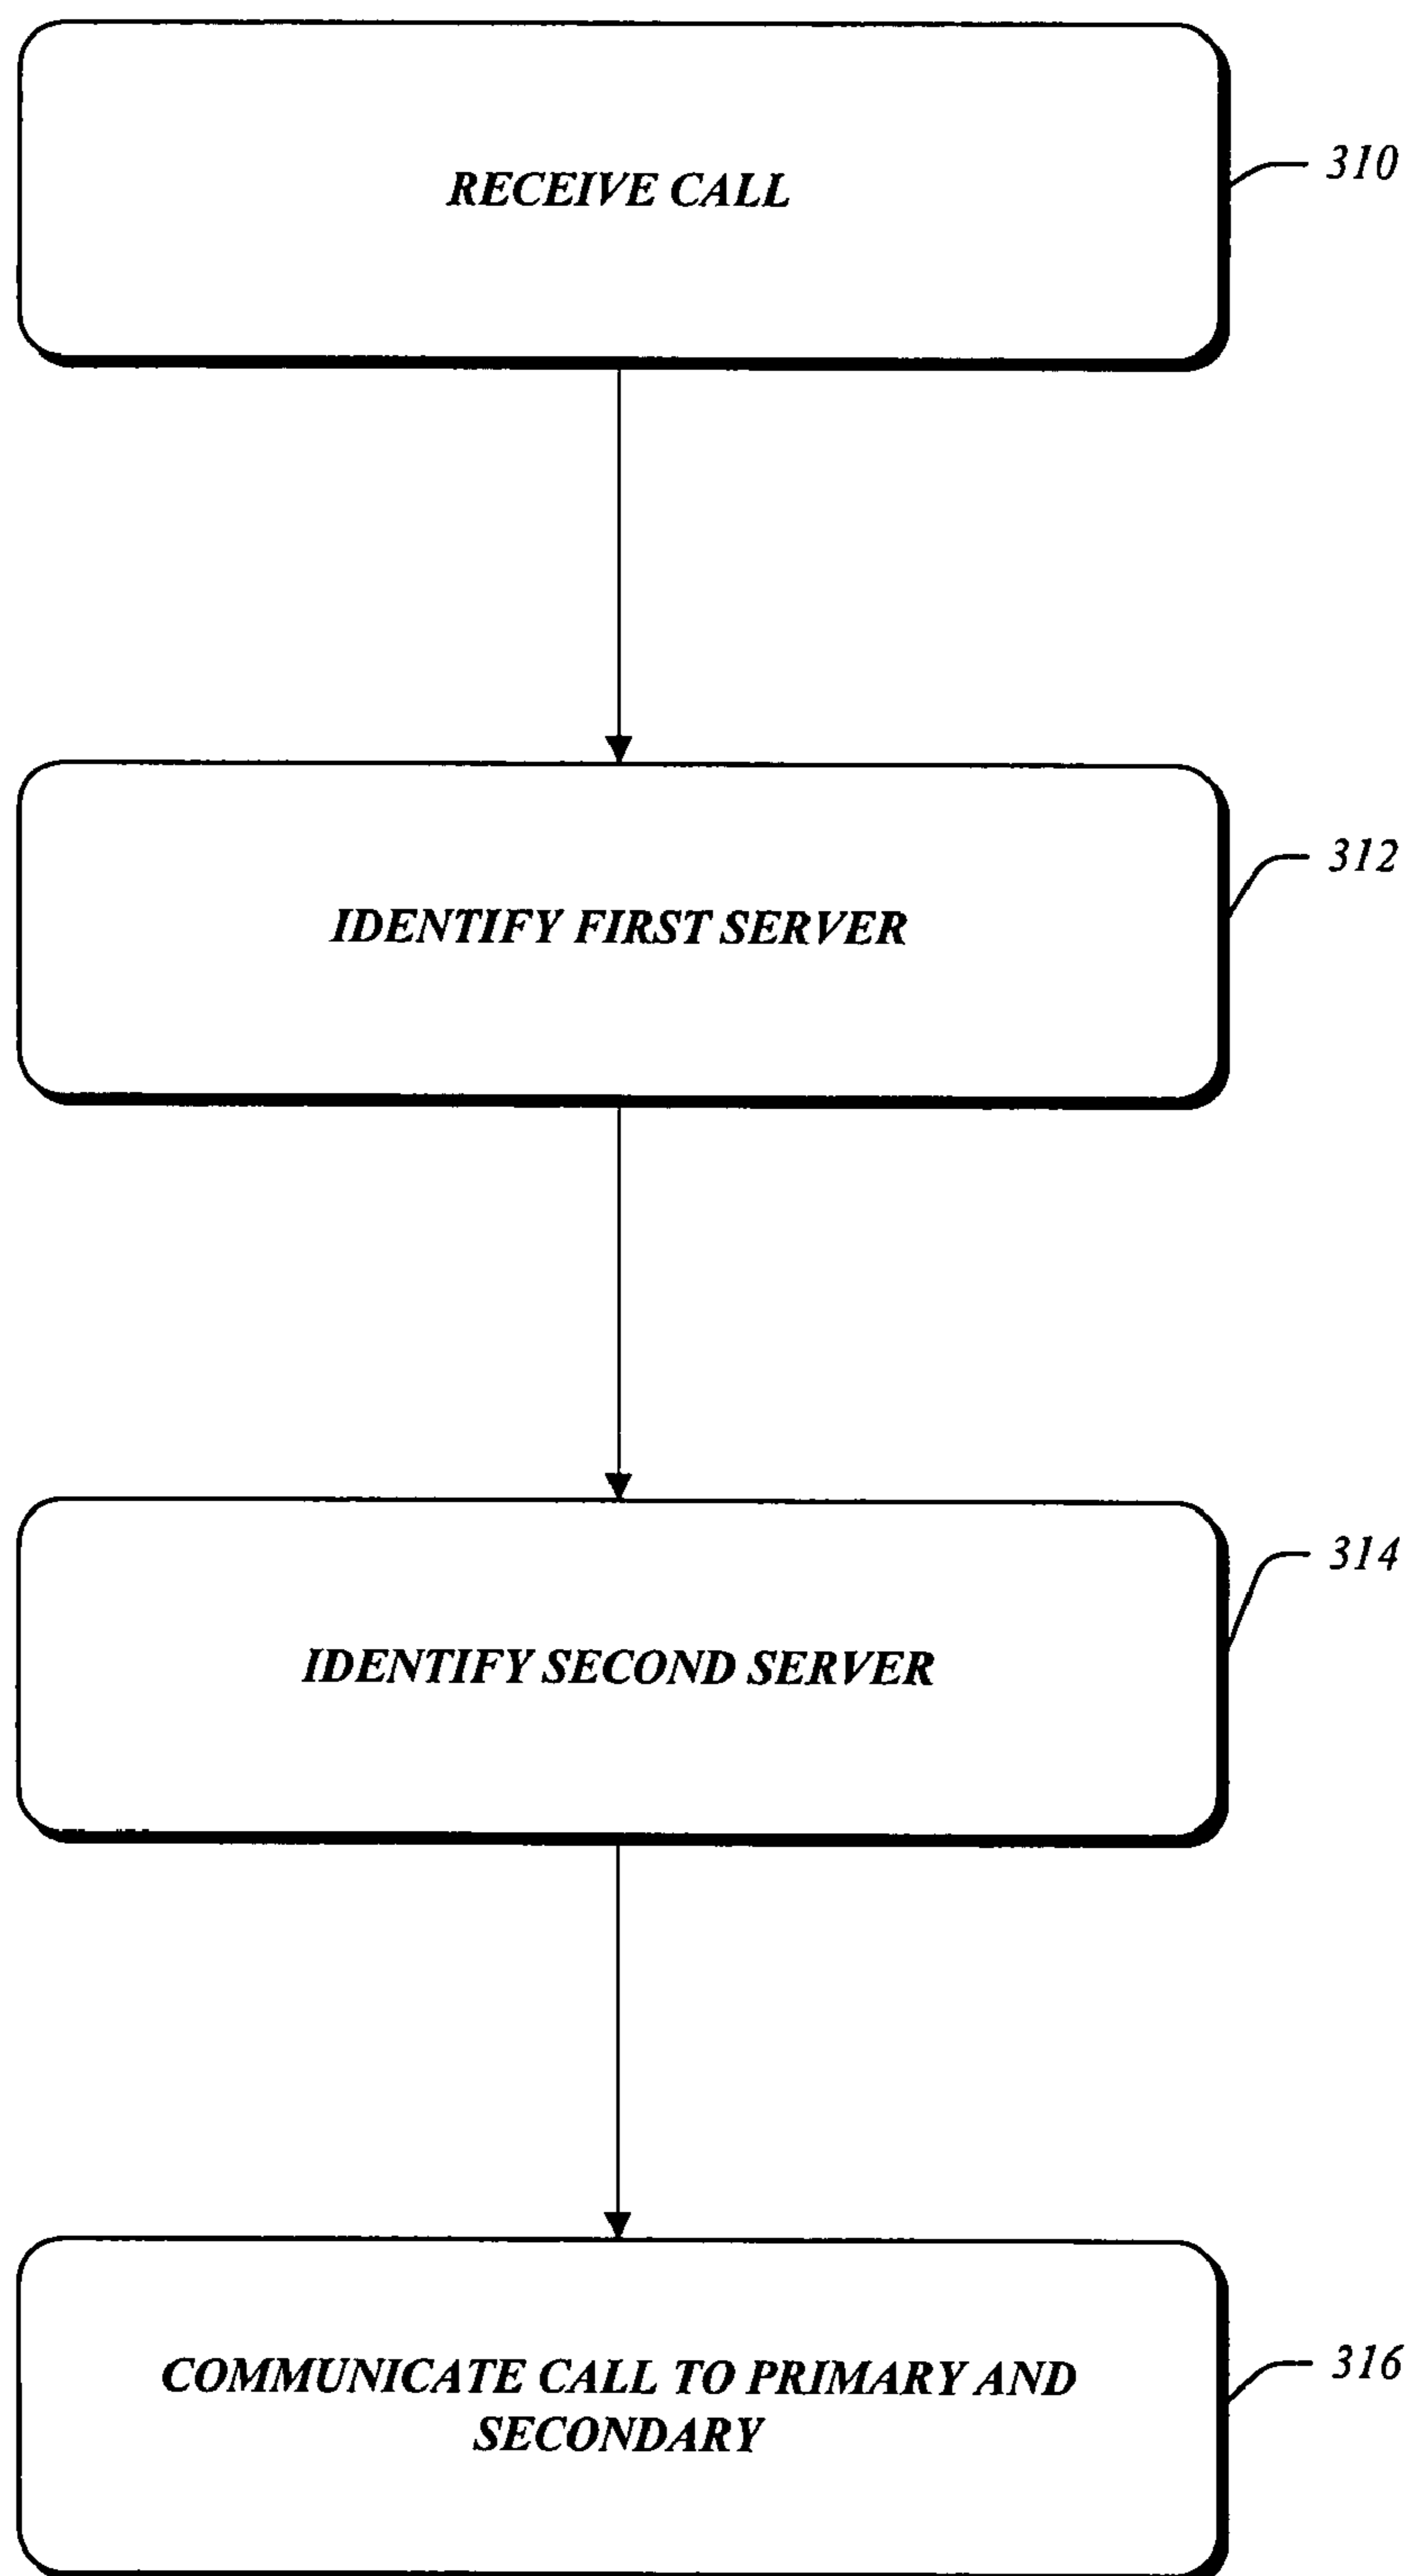 RECEIVE CALL
310
IDENTIFY FIRST SERVER
312
IDENTIFY SECOND SERVER
314
COMMUNICATE CALL TO PRIMARY AND
SECONDARY
316